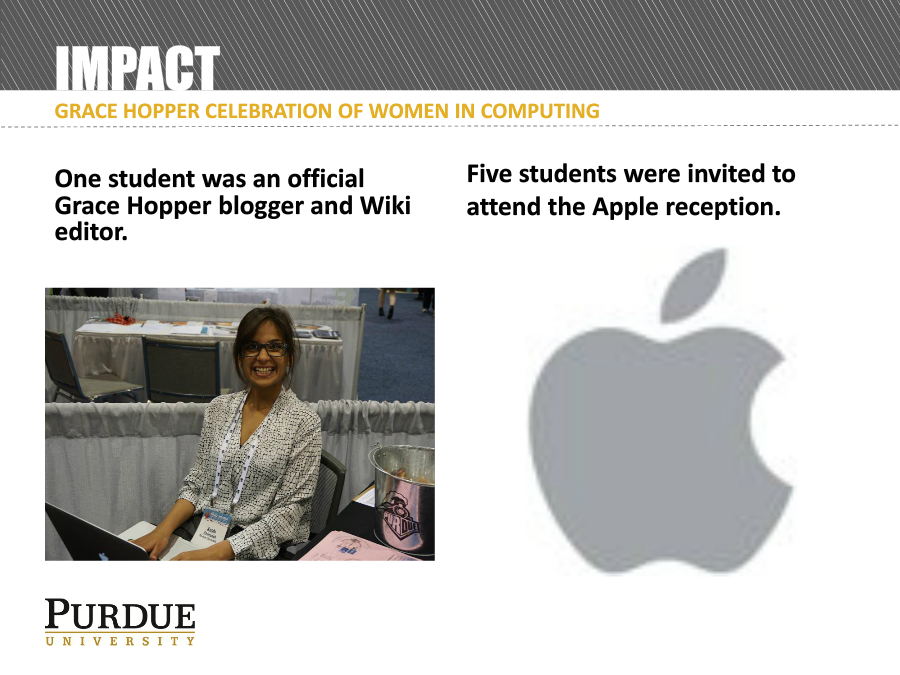 IMPACT
GRACE HOPPER CELEBRATION OF WOMEN IN COMPUTING
One student was an official
Grace Hopper blogger and Wiki
editor.
Five students were invited to
attend the Apple reception.
PURDUE
PURDUE
UNIVERSITY